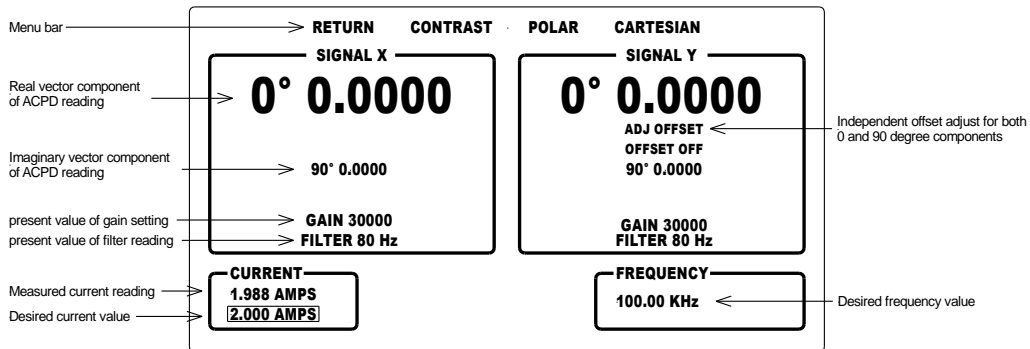 Menu bar
RETURN CONTRAST POLAR CARTESIAN
SIGNAL X
0° 0.0000
90° 0.0000
GAIN 30000
FILTER 80 Hz
SIGNAL Y
0° 0.0000
ADJ OFFSET
OFFSET OFF
90° 0.0000
GAIN 30000
FILTER 80 Hz
Real vector component
of ACPD reading
Imaginary vector component
of ACPD reading
present value of gain setting
present value of filter reading
Independent offset adjust for both
0 and 90 degree components
CURRENT
1.988 AMPS
2.000 AMPS
Measured current reading
Desired current value
FREQUENCY
100.00 KHz
Desired frequency value